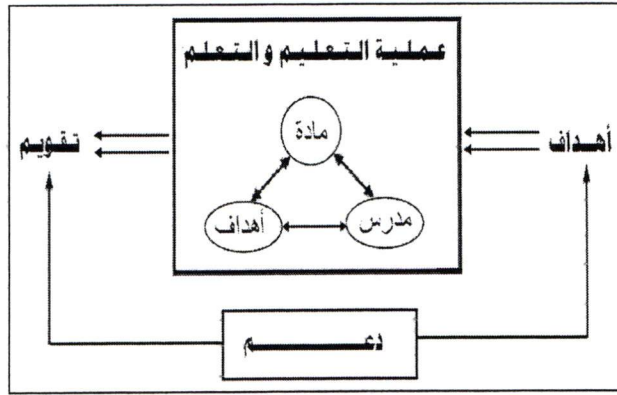 عملية التعليم والتعلم
أهداف
مادة
مدرس
أهداف
تقويم
دعم